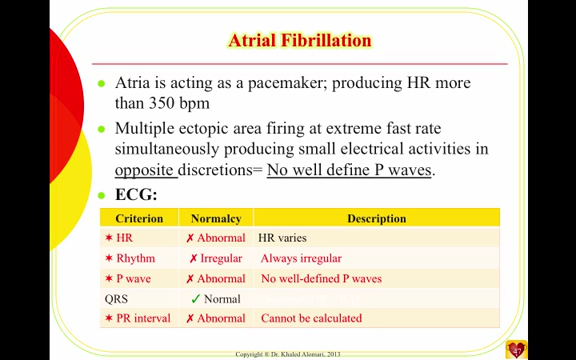 Atrial Fibrillation
Atria is acting as a pacemaker; producing HR more
than 350 bpm
Multiple ectopic area firing at extreme fast rate
simultaneously producing small electrical activities in
opposite discretions= No well define P waves.
ECG:
Criterion Normalcy Description
✶ HR ✗ Abnormal HR varies
✶ Rhythm ✗ Irregular Always irregular
✶ P wave ✗ Abnormal No well-defined P waves
QRS ✓ Normal
✶ PR interval ✗ Abnormal Cannot be calculated
Copyright ® Dr. Khaled Alomari, 2013